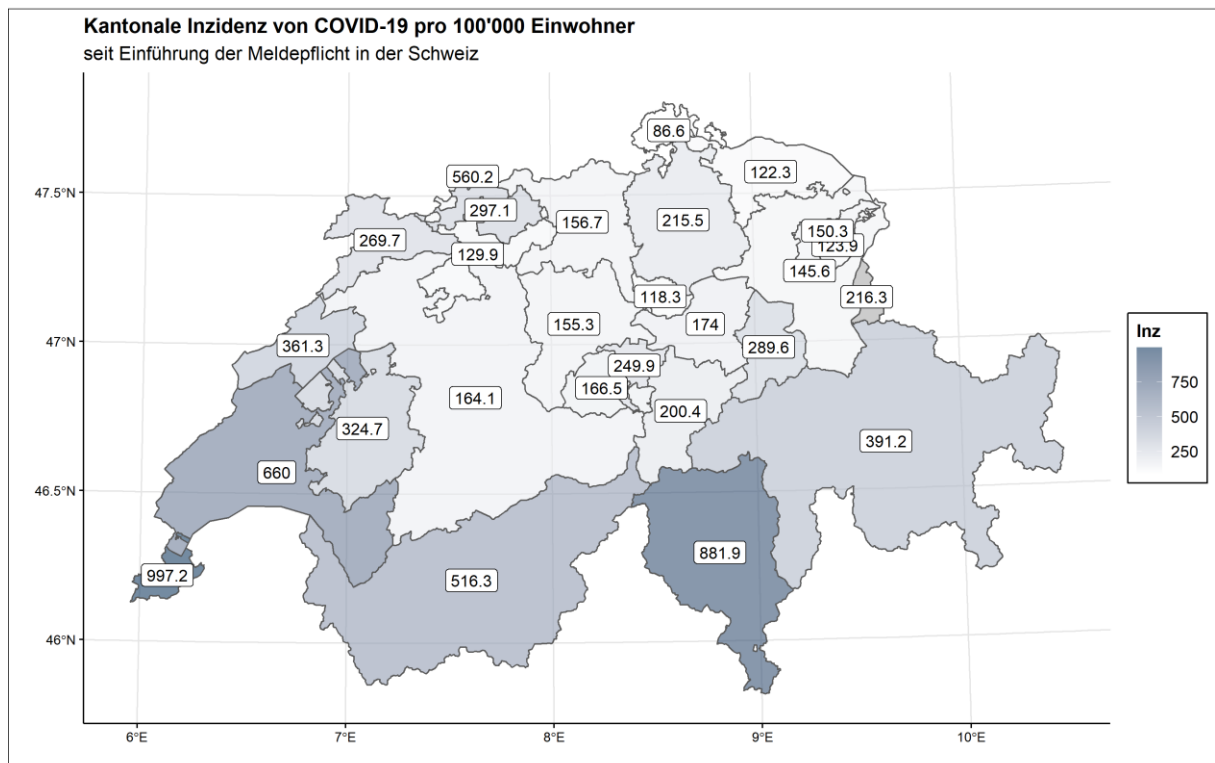 Kantonale Inzidenz von COVID-19 pro 100'000 Einwohner
seit Einführung der Meldepflicht in der Schweiz
86.6
560.2
122.3
47.5°N
297.1
156.7
215.5
150.3
269.7
123.9
129.9
145.6
118.3
216.3
155.3
174
47°N
361.3
289.6
Inz
249.9
166.5
750
164.1
200.4
500
324.7
391.2
250
660
46.5°N
881.9
997.2
516.3
46°N
6°E
7°E
8°E
9°E
10°E